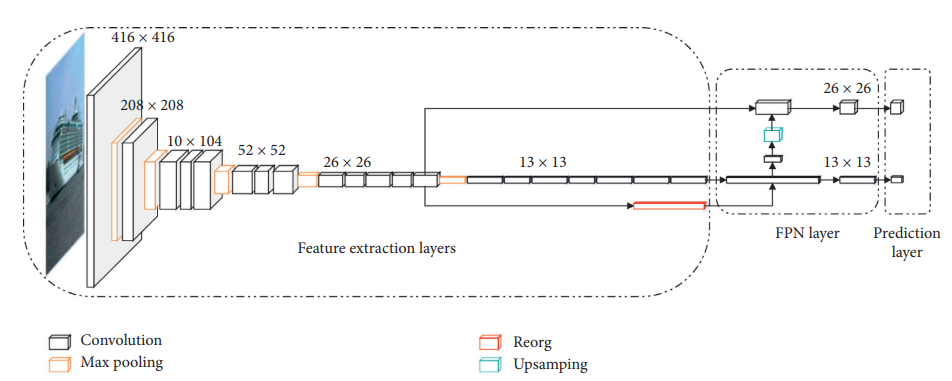 416 × 416
208 × 208
10 × 104
52 × 52
26 × 26
13 × 13
26 × 26
13 × 13
Feature extraction layers
FPN layer
Prediction
layer
Convolution
Max pooling
Reorg
Upsamping